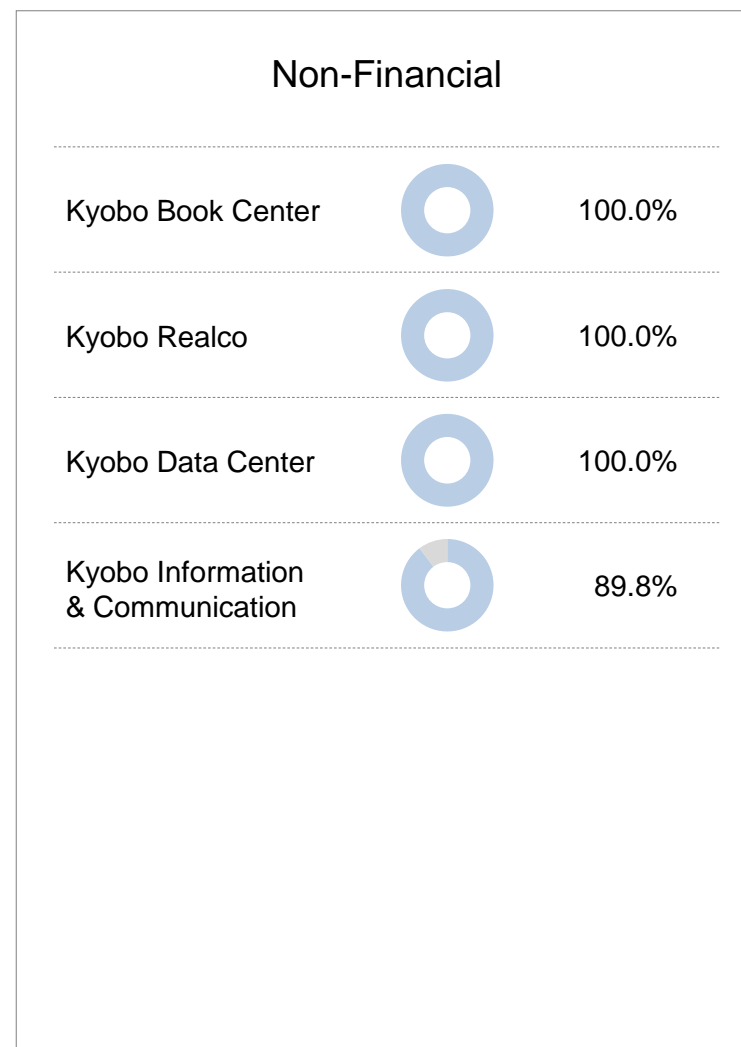 Non-Financial
Kyobo Book Center 100.0%
Kyobo Realco 100.0%
Kyobo Data Center 100.0%
Kyobo Information
& Communication
89.8%